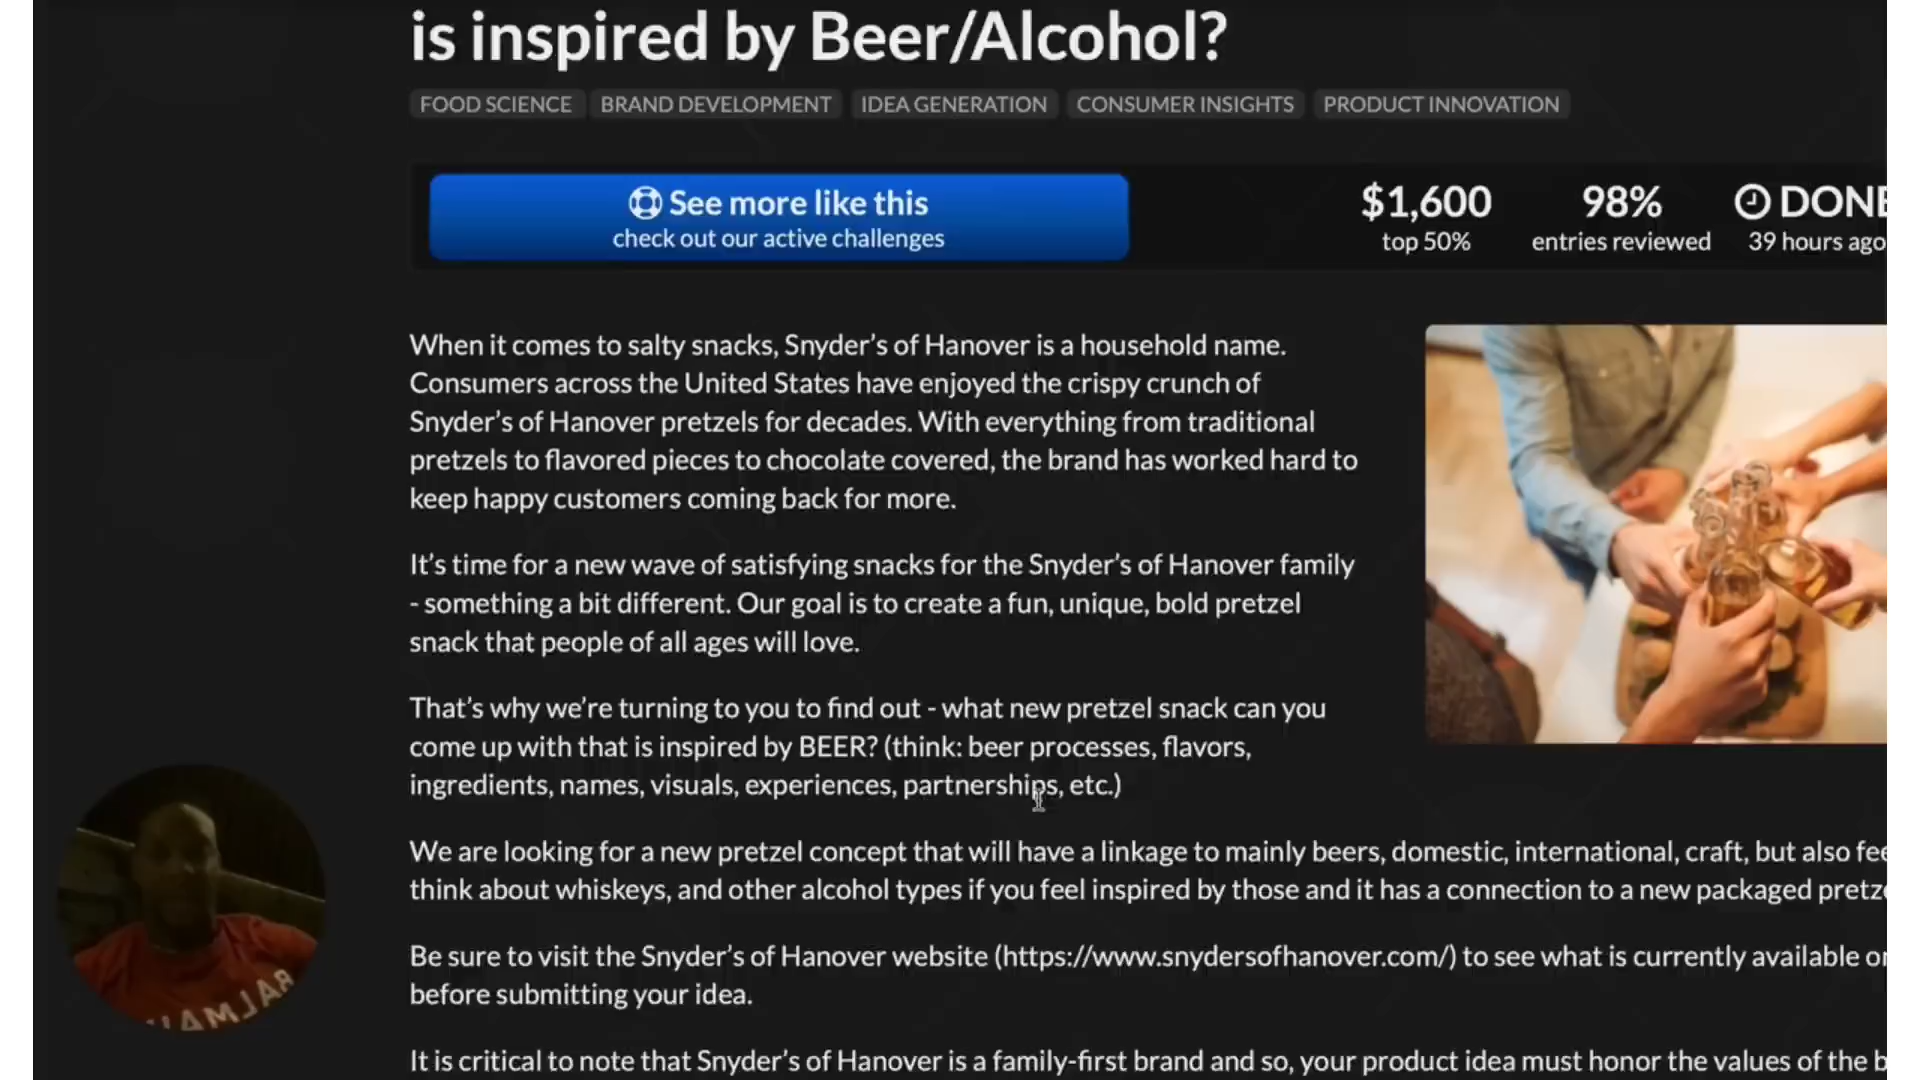 is inspired by Beer/Alcohol?
FOOD SCIENCE BRAND DEVELOPMENT IDEA GENERATION CONSUMER INSIGHTS PRODUCT INNOVATION
See more like this
check out our active challenges
$1,600
top 50%
98%
entries reviewed
DONE
39 hours ago
When it comes to salty snacks, Snyder’s of Hanover is a household name.
Consumers across the United States have enjoyed the crispy crunch of
Snyder’s of Hanover pretzels for decades. With everything from traditional
pretzels to flavored pieces to chocolate covered, the brand has worked hard to
keep happy customers coming back for more.
It’s time for a new wave of satisfying snacks for the Snyder’s of Hanover family
- something a bit different. Our goal is to create a fun, unique, bold pretzel
snack that people of all ages will love.
That’s why we’re turning to you to find out - what new pretzel snack can you
come up with that is inspired by BEER? (think: beer processes, flavors,
ingredients, names, visuals, experiences, partnerships, etc.)
We are looking for a new pretzel concept that will have a linkage to mainly beers, domestic, international, craft, but also fee
think about whiskeys, and other alcohol types if you feel inspired by those and it has a connection to a new packaged pretze
Be sure to visit the Snyder’s of Hanover website (https://www.snydersofhanover.com/) to see what is currently available or
before submitting your idea.
It is critical to note that Snyder’s of Hanover is a family-first brand and so, your product idea must honor the values of the b